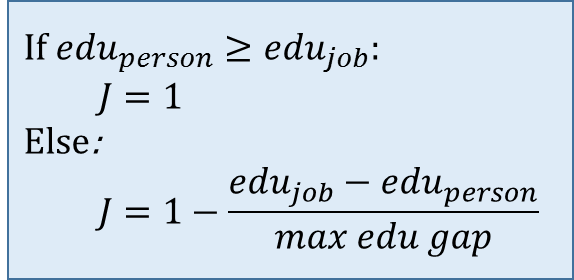 If edu_person ≥ edu_job:
J = 1
Else:
J = 1 − (edu_job − edu_person) / (max edu gap)